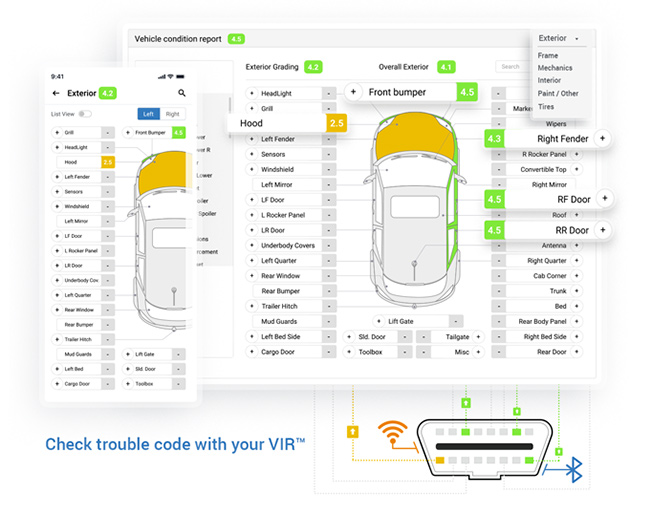 Vehicle condition report 4.5
Exterior
Frame
Mechanics
Interior
Paint / Other
Tires
Exterior Grading 4.2
Overall Exterior 4.1
Search
+ HeadLight -
+ Grill
Hood 2.5
+ Left Fender -
+ Sensors -
+ Windshield -
Left Mirror -
+ LF Door -
+ L Rocker Panel -
+ LR Door -
+ Underbody Covers -
+ Left Quarter -
+ Rear Window -
Rear Bumper -
+ Trailer Hitch -
Mud Guards -
+ Left Bed Side -
+ Cargo Door -
+ Front bumper 4.5
+ Lift Gate -
+ Sld. Door -
+ Toolbox -
- Tailgate +
- Misc +
Wipers
4.3 Right Fender +
- R Rocker Panel +
- Convertible Top +
- Right Mirror
4.5 RF Door +
Roof
4.5 RR Door +
- Antenna +
- Right Quarter +
- Cab Corner +
- Trunk +
- Bed +
- Rear Body Panel +
- Right Bed Side +
- Rear Door +
9:41
← Exterior 4.2
List View
Left Right
+ Grill -
+ HeadLight -
Hood 2.5
+ Left Fender -
+ Sensors -
+ Windshield -
Left Mirror -
+ LF Door -
+ L Rocker Panel -
+ LR Door -
+ Underbody Cov. -
+ Left Quarter -
+ Rear Window -
Rear Bumper -
+ Trailer Hitch -
Mud Guards -
+ Left Bed -
+ Cargo Door -
+ Front Bumper 4.5
+ Lift Gate -
+ Sld. Door -
+ Toolbox -
Check trouble code with your VIR™